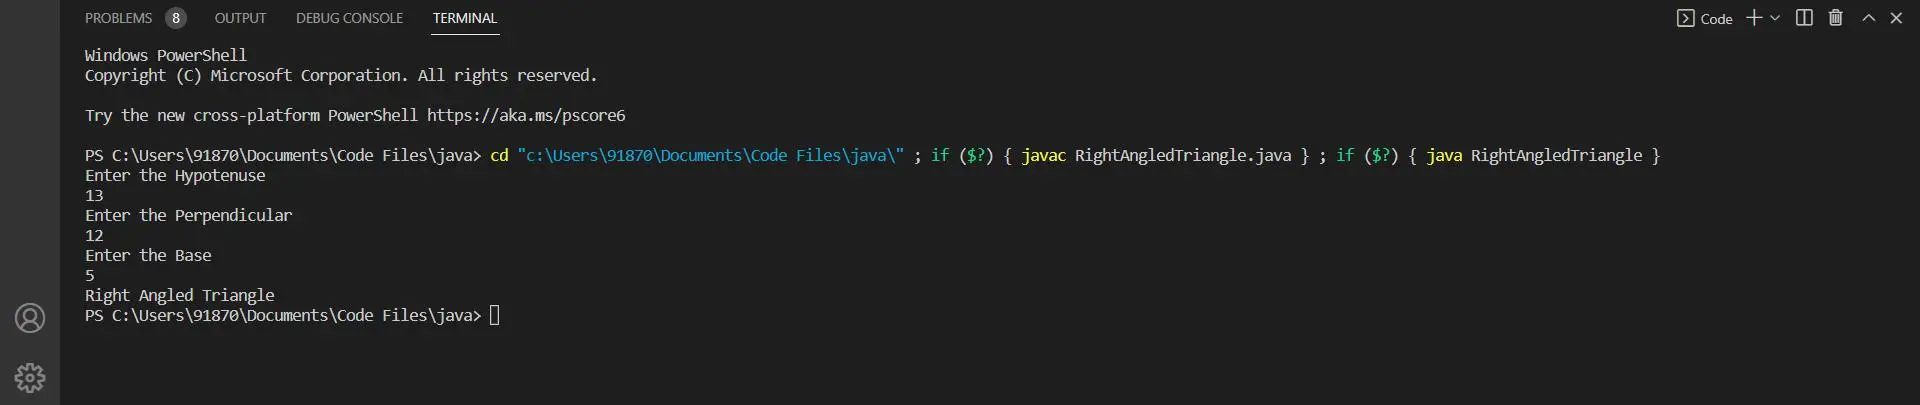 PROBLEMS 8 OUTPUT DEBUG CONSOLE TERMINAL Code
Windows PowerShell
Copyright (C) Microsoft Corporation. All rights reserved.
Try the new cross-platform PowerShell https://aka.ms/pscore6
PS C:\Users\91870\Documents\Code Files\java> cd "c:\Users\91870\Documents\Code Files\java\" ; if ($?) { javac RightAngledTriangle.java } ; if ($?) { java RightAngledTriangle }
Enter the Hypotenuse
13
Enter the Perpendicular
12
Enter the Base
5
Right Angled Triangle
PS C:\Users\91870\Documents\Code Files\java>